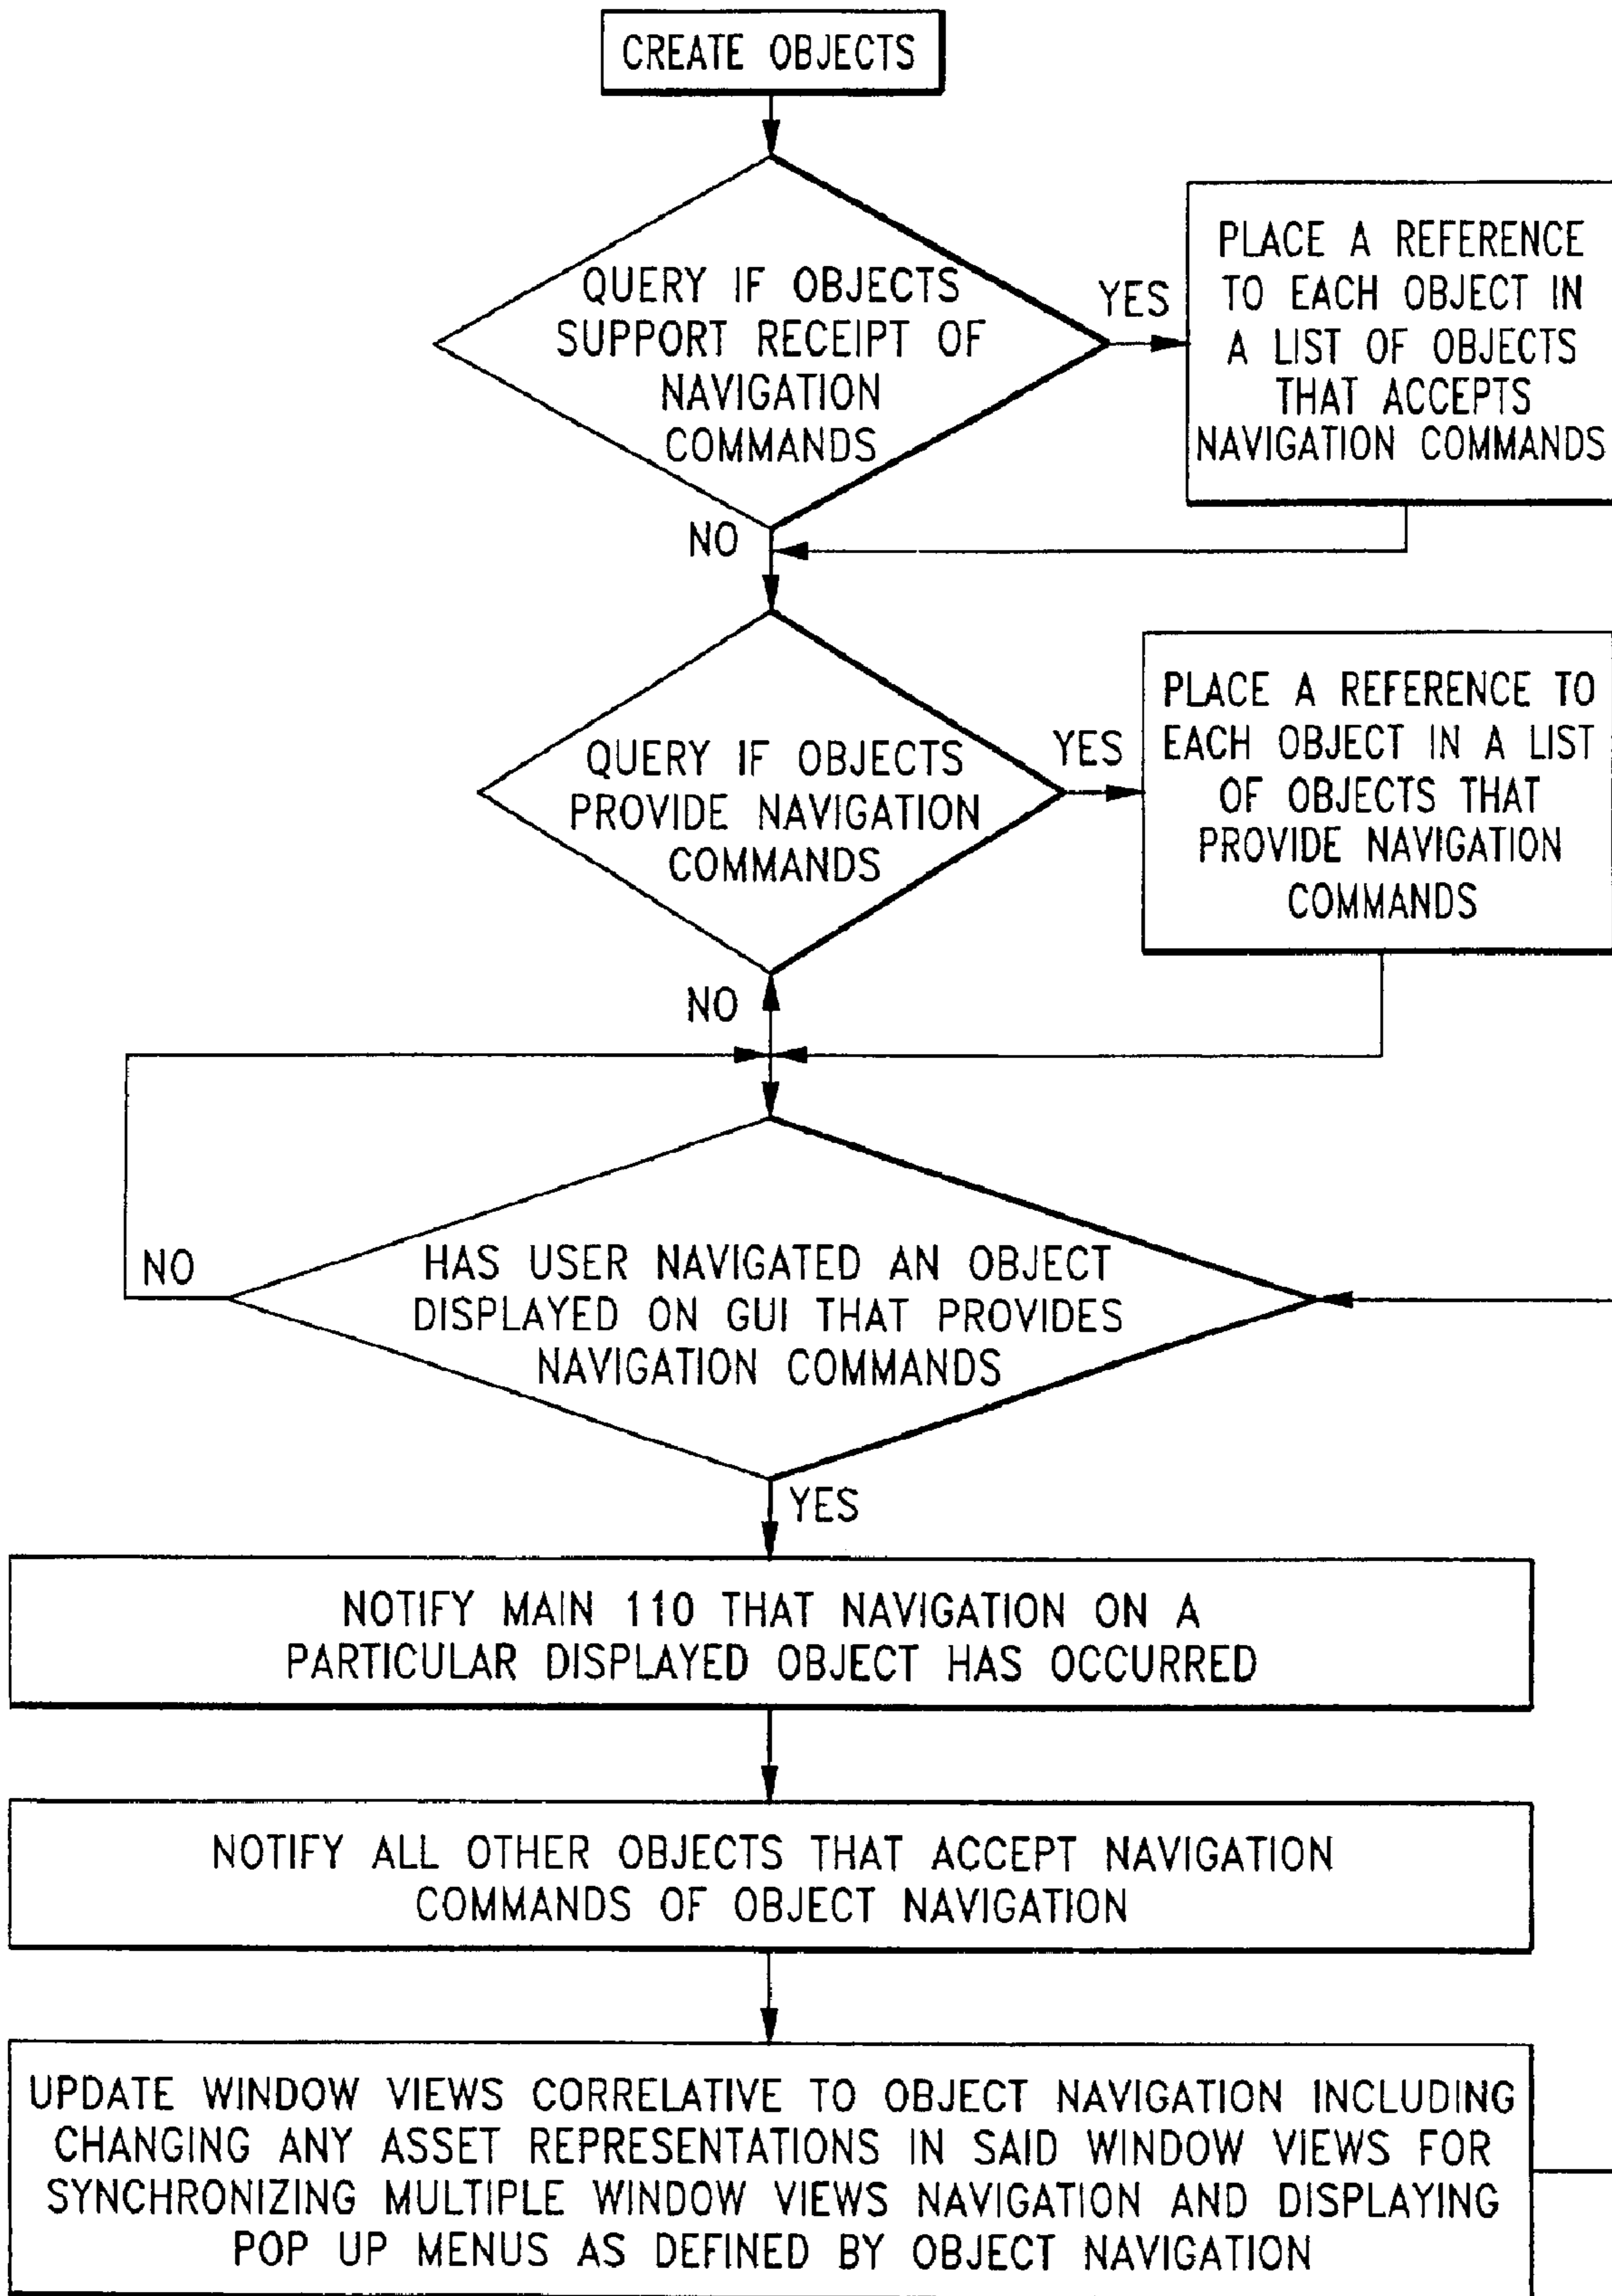 CREATE OBJECTS
QUERY IF OBJECTS
SUPPORT RECEIPT OF
NAVIGATION
COMMANDS
YES
PLACE A REFERENCE
TO EACH OBJECT IN
A LIST OF OBJECTS
THAT ACCEPTS
NAVIGATION COMMANDS
NO
QUERY IF OBJECTS
PROVIDE NAVIGATION
COMMANDS
YES
PLACE A REFERENCE TO
EACH OBJECT IN A LIST
OF OBJECTS THAT
PROVIDE NAVIGATION
COMMANDS
NO
NO
HAS USER NAVIGATED AN OBJECT
DISPLAYED ON GUI THAT PROVIDES
NAVIGATION COMMANDS
YES
NOTIFY MAIN 110 THAT NAVIGATION ON A
PARTICULAR DISPLAYED OBJECT HAS OCCURRED
NOTIFY ALL OTHER OBJECTS THAT ACCEPT NAVIGATION
COMMANDS OF OBJECT NAVIGATION
UPDATE WINDOW VIEWS CORRELATIVE TO OBJECT NAVIGATION INCLUDING
CHANGING ANY ASSET REPRESENTATIONS IN SAID WINDOW VIEWS FOR
SYNCHRONIZING MULTIPLE WINDOW VIEWS NAVIGATION AND DISPLAYING
POP UP MENUS AS DEFINED BY OBJECT NAVIGATION